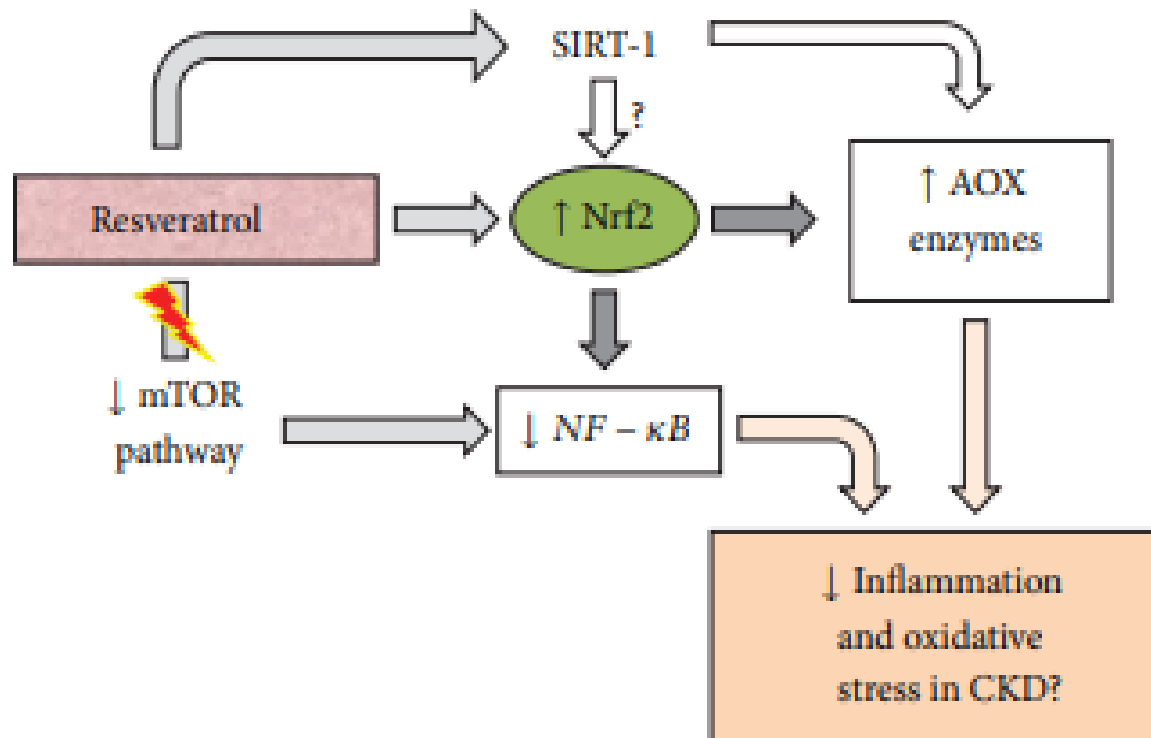 SIRT-1
?
Resveratrol
↑ Nrf2
↑ AOX
enzymes
↓ mTOR
pathway
↓ NF – κB
↓ Inflammation
and oxidative
stress in CKD?